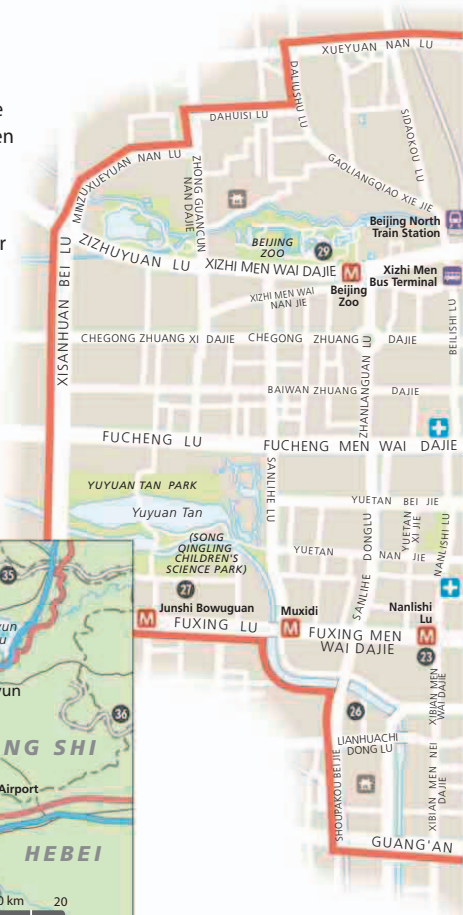 XUEYUAN NAN LU
DALIUSHU LU
DAHUISI LU
SIDAOKOU LU
MINZUXUEYUAN NAN LU
ZHONG GUANCUN
NAN DAJIE
GAOLIANGQIAO XIE JIE
Beijing North
Train Station
BEIJING
ZOO
29
ZIZHUYUAN LU
XIZHI MEN WAI DAJIE
M
Beijing
Zoo
Xizhi Men
Bus Terminal
XISANHUAN BEI LU
XIZHI MEN WAI
NAN JIE
BEILISHI LU
CHEGONG ZHUANG XI DAJIE
CHEGONG ZHUANG DAJIE
ZHANLANGUAN LU
BAIWAN ZHUANG DAJIE
FUCHENG LU
FUCHENG MEN WAI DAJIE
SANLIHE LU
YUYUAN TAN PARK
Yuyuan Tan
YUETAN BEI JIE
(SONG
QINGLING
CHILDREN'S
SCIENCE PARK)
SANLIHE DONGLU
YUETAN
XI JIE
NANLISHI LU
YUETAN NAN JIE
35
27
Junshi Bowuguan
M
FUXING LU
Muxidi
M
Nanlishi
Lu
M
FUXING MEN
WAI DAJIE
23
yun
36
26
XIBIAN MEN
WAI DAJIE
NG SHI
LIANHUACHI
DONG LU
Airport
SHOUPAKOU BEIJIE
XIBIAN MEN NEI
DAJIE
HEBEI
GUANG'AN
0 km 20